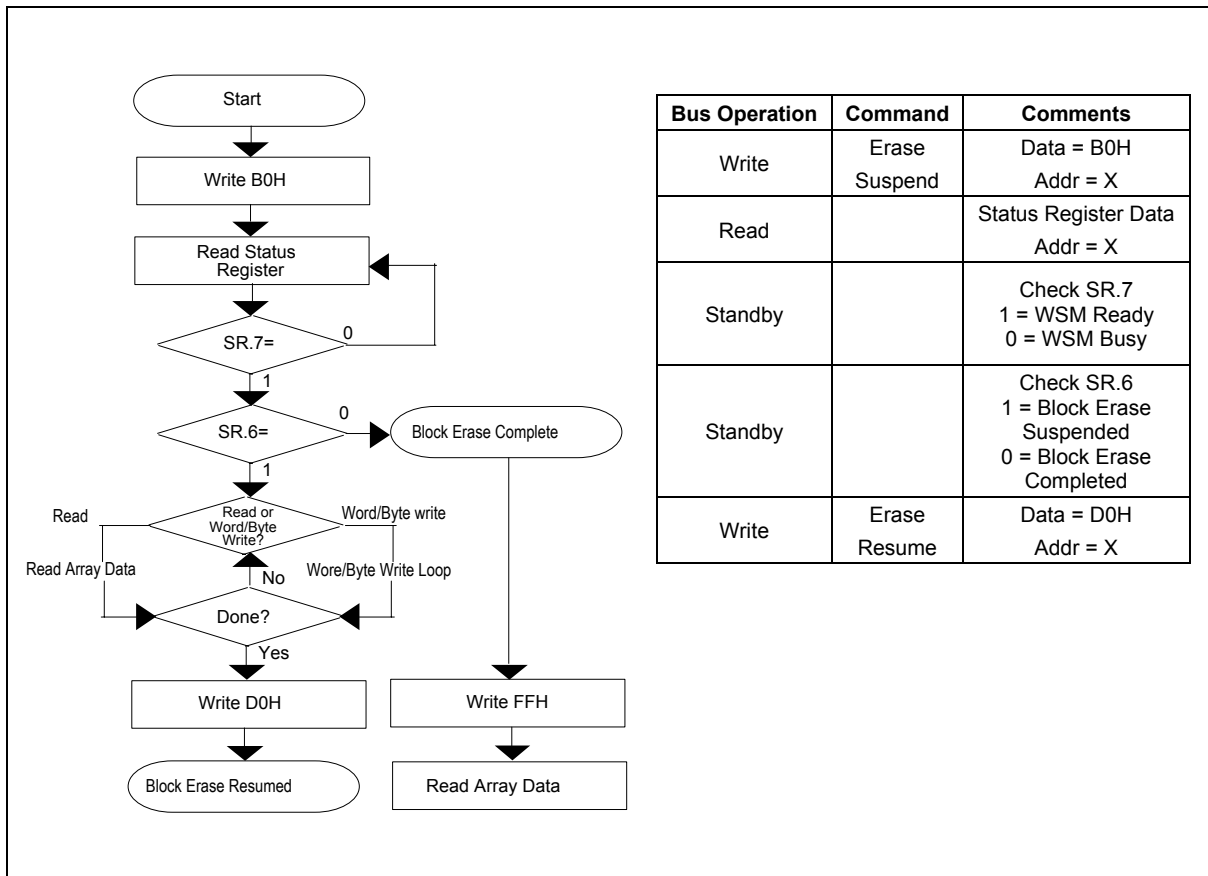 Start
Write B0H
Read Status
Register
SR.7=
0
1
SR.6=
0
Block Erase Complete
1
Read
Read or
Word/Byte
Write?
Word/Byte write
Read Array Data
Wore/Byte Write Loop
No
Done?
Yes
Write D0H
Write FFH
Block Erase Resumed
Read Array Data
Bus Operation Command Comments
Write
Erase
Suspend
Data = B0H
Addr = X
Read
Status Register Data
Addr = X
Standby
Check SR.7
1 = WSM Ready
0 = WSM Busy
Standby
Check SR.6
1 = Block Erase
Suspended
0 = Block Erase
Completed
Write
Erase
Resume
Data = D0H
Addr = X